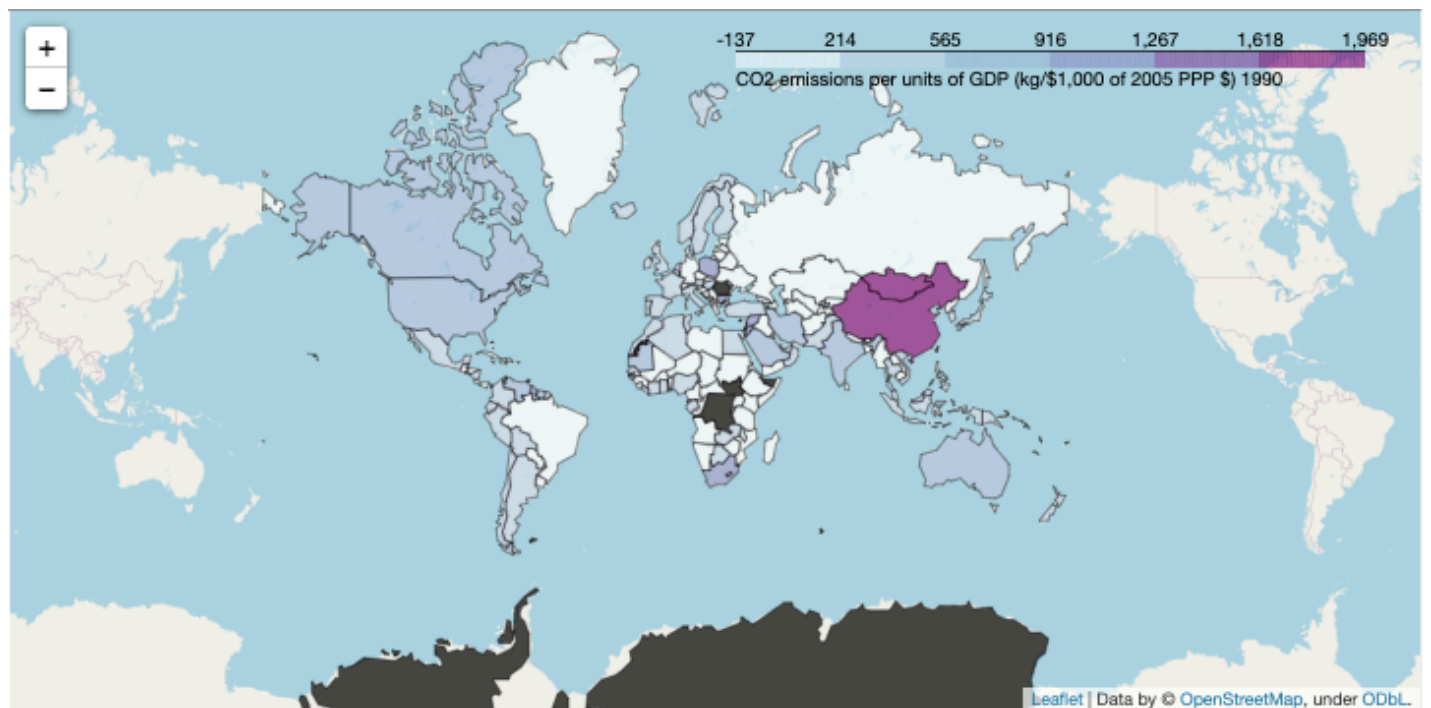 +
−
-137 214 565 916 1,267 1,618 1,969
CO2 emissions per units of GDP (kg/$1,000 of 2005 PPP $) 1990
Leaflet | Data by © OpenStreetMap, under ODbL.